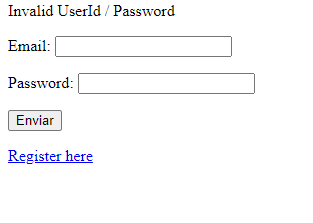 Invalid UserId / Password
Email:
Password:
Enviar
Register here